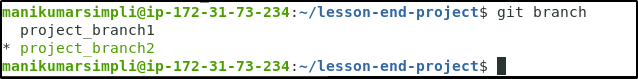 manikumarsimpli@ip-172-31-73-234:~/lesson-end-project$ git branch
  project_branch1
* project_branch2
manikumarsimpli@ip-172-31-73-234:~/lesson-end-project$